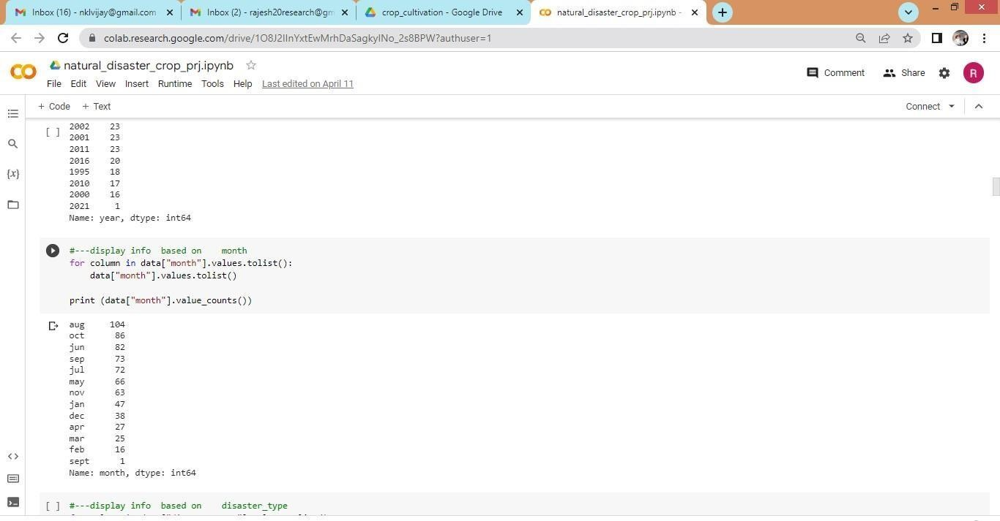 Inbox (16) - nklvijay@gmail.com
Inbox (2) - rajesh20research@gm
crop_cultivation - Google Drive
natural_disaster_crop_prj.ipynb -
colab.research.google.com/drive/1O8J2lInYxtEwMrhDaSagkyINo_2s8BPW?authuser=1
natural_disaster_crop_prj.ipynb
Comment
Share
R
File Edit View Insert Runtime Tools Help Last edited on April 11
+ Code + Text
Connect
[ ]
2002 23
2001 23
2011 23
2016 20
1995 18
2010 17
2000 16
2021 1
Name: year, dtype: int64
{x}
#---display info  based on    month
for column in data["month"].values.tolist():
    data["month"].values.tolist()
print (data["month"].value_counts())
aug 104
oct 86
jun 82
sep 73
jul 72
may 66
nov 63
jan 47
dec 38
apr 27
mar 25
feb 16
sept 1
Name: month, dtype: int64
[ ] #---display info  based on    disaster_type